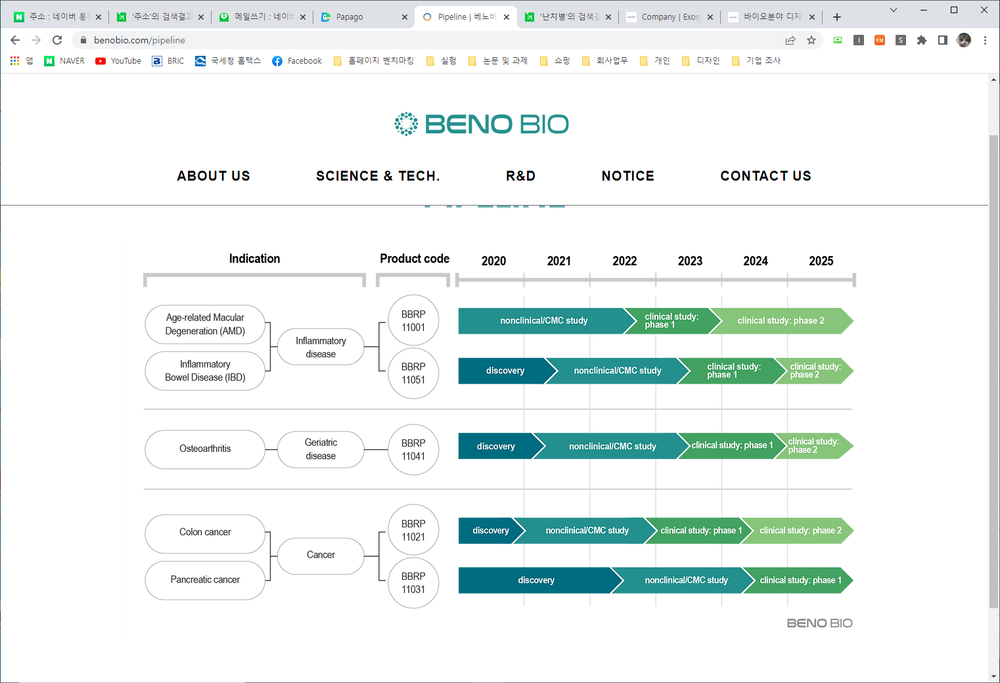 주소 : 네이버 통
'주소'의 검색결과
메일쓰기 : 네이버
Papago
Pipeline | 베노바
'난치병'의 검색결
Company | Exosy
바이오분야 디자
benobio.com/pipeline
앱
NAVER
YouTube
BRIC
국세청 홈택스
Facebook
홈페이지 벤치마킹
실험
논문 및 과제
쇼핑
회사업무
개인
디자인
기업 조사
BENO BIO
ABOUT US
SCIENCE & TECH.
R&D
NOTICE
CONTACT US
Indication
Product code
2020
2021
2022
2023
2024
2025
Age-related Macular
Degeneration (AMD)
Inflammatory
Bowel Disease (IBD)
Inflammatory
disease
BBRP
11001
nonclinical/CMC study
clinical study:
phase 1
clinical study: phase 2
BBRP
11051
discovery
nonclinical/CMC study
clinical study:
phase 1
clinical study:
phase 2
Osteoarthritis
Geriatric
disease
BBRP
11041
discovery
nonclinical/CMC study
clinical study: phase 1
clinical study:
phase 2
Colon cancer
Pancreatic cancer
Cancer
BBRP
11021
discovery
nonclinical/CMC study
clinical study: phase 1
clinical study: phase 2
BBRP
11031
discovery
nonclinical/CMC study
clinical study: phase 1
BENO BIO